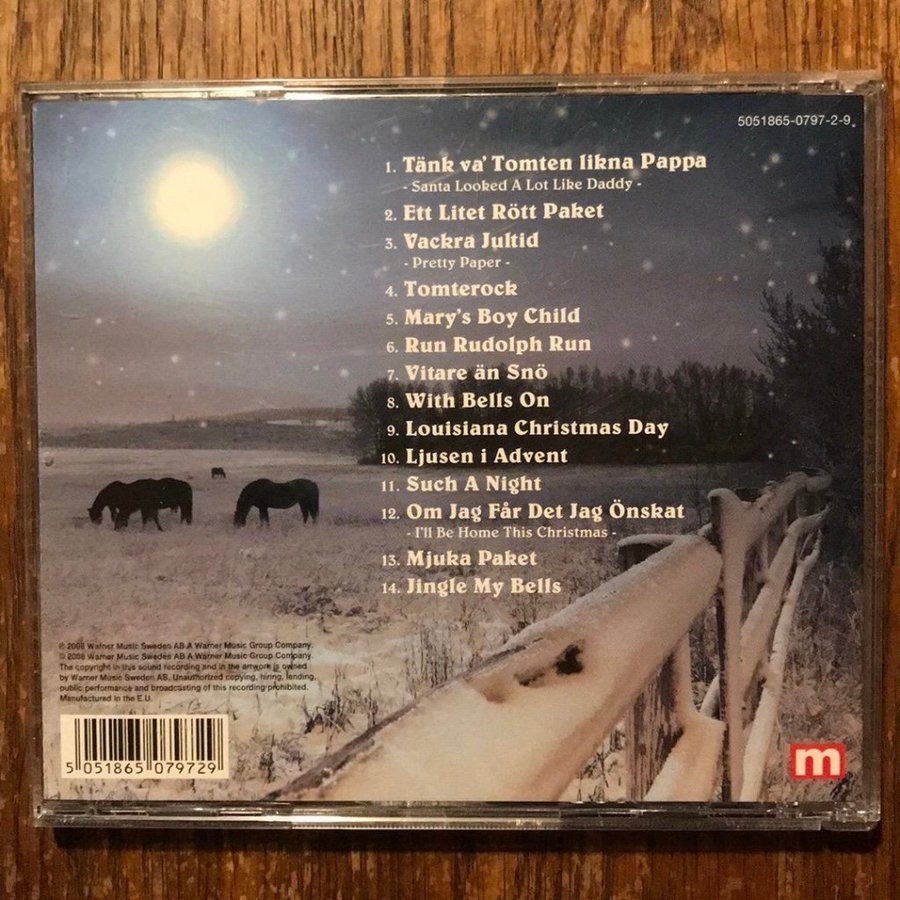 5051865-0797-2-9
1. Tänk va' Tomten likna Pappa
- Santa Looked A Lot Like Daddy -
2. Ett Litet Rött Paket
3. Vackra Jultid
- Pretty Paper -
4. Tomterock
5. Mary's Boy Child
6. Run Rudolph Run
7. Vitare än Snö
8. With Bells On
9. Louisiana Christmas Day
10. Ljusen i Advent
11. Such A Night
12. Om Jag Får Det Jag Önskat
- I'll Be Home This Christmas -
13. Mjuka Paket
14. Jingle My Bells
℗ 2008 Warner Music Sweden AB A Warner Music Group Company.
© 2008 Warner Music Sweden AB A Warner Music Group Company.
The copyright in this sound recording and in the artwork is owned
by Warner Music Sweden AB. Unauthorized copying, hiring, lending,
public performance and broadcasting of this recording prohibited.
Manufactured in the E.U.
5 051865 079729
m